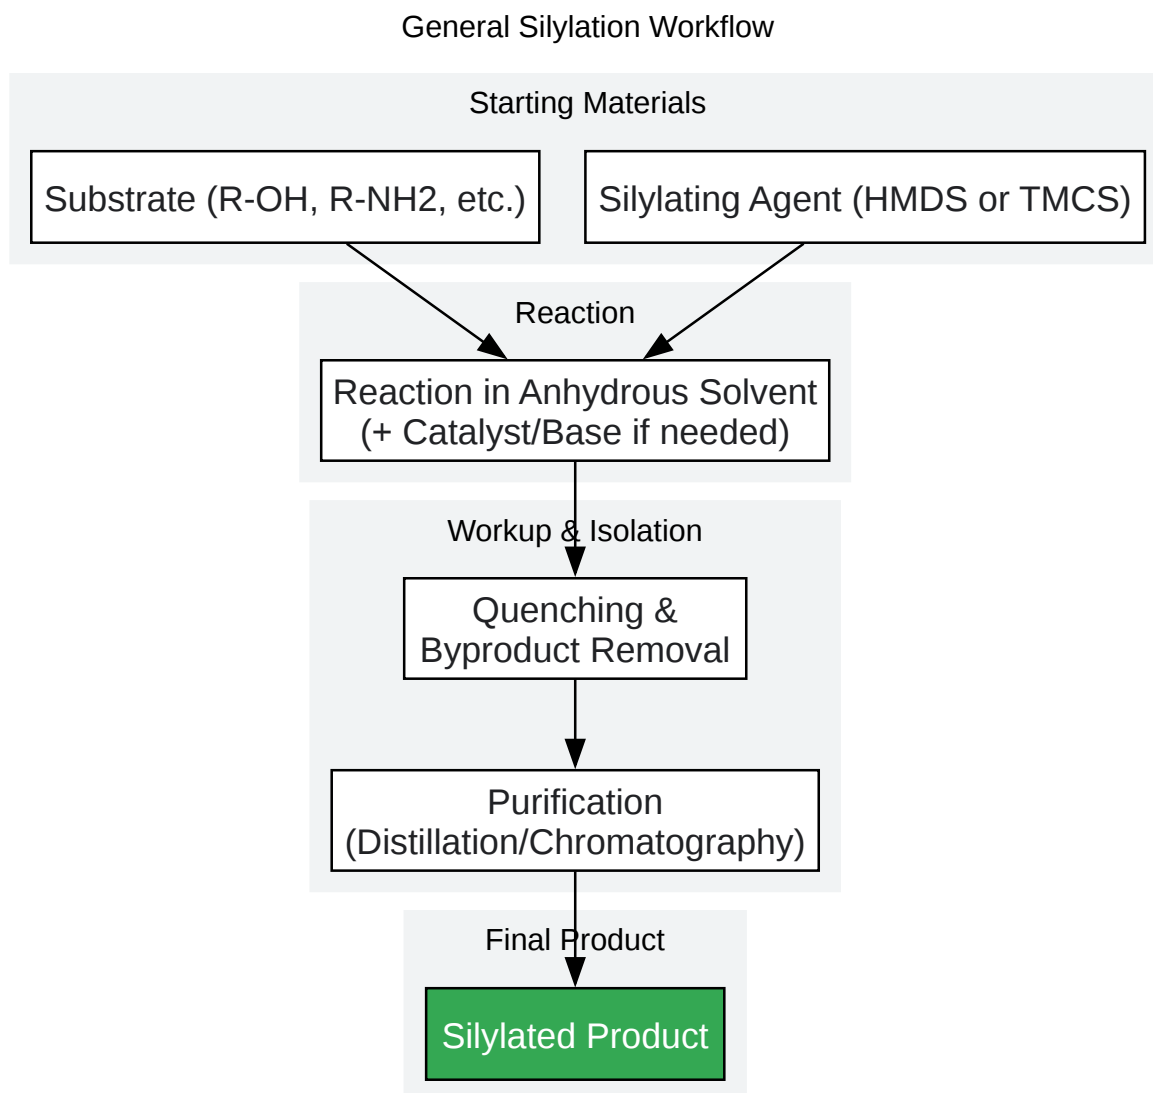 General Silylation Workflow
Starting Materials
Substrate (R-OH, R-NH2, etc.)
Silylating Agent (HMDS or TMCS)
Reaction
Reaction in Anhydrous Solvent
(+ Catalyst/Base if needed)
Workup & Isolation
Quenching &
Byproduct Removal
Purification
(Distillation/Chromatography)
Final Product
Silylated Product